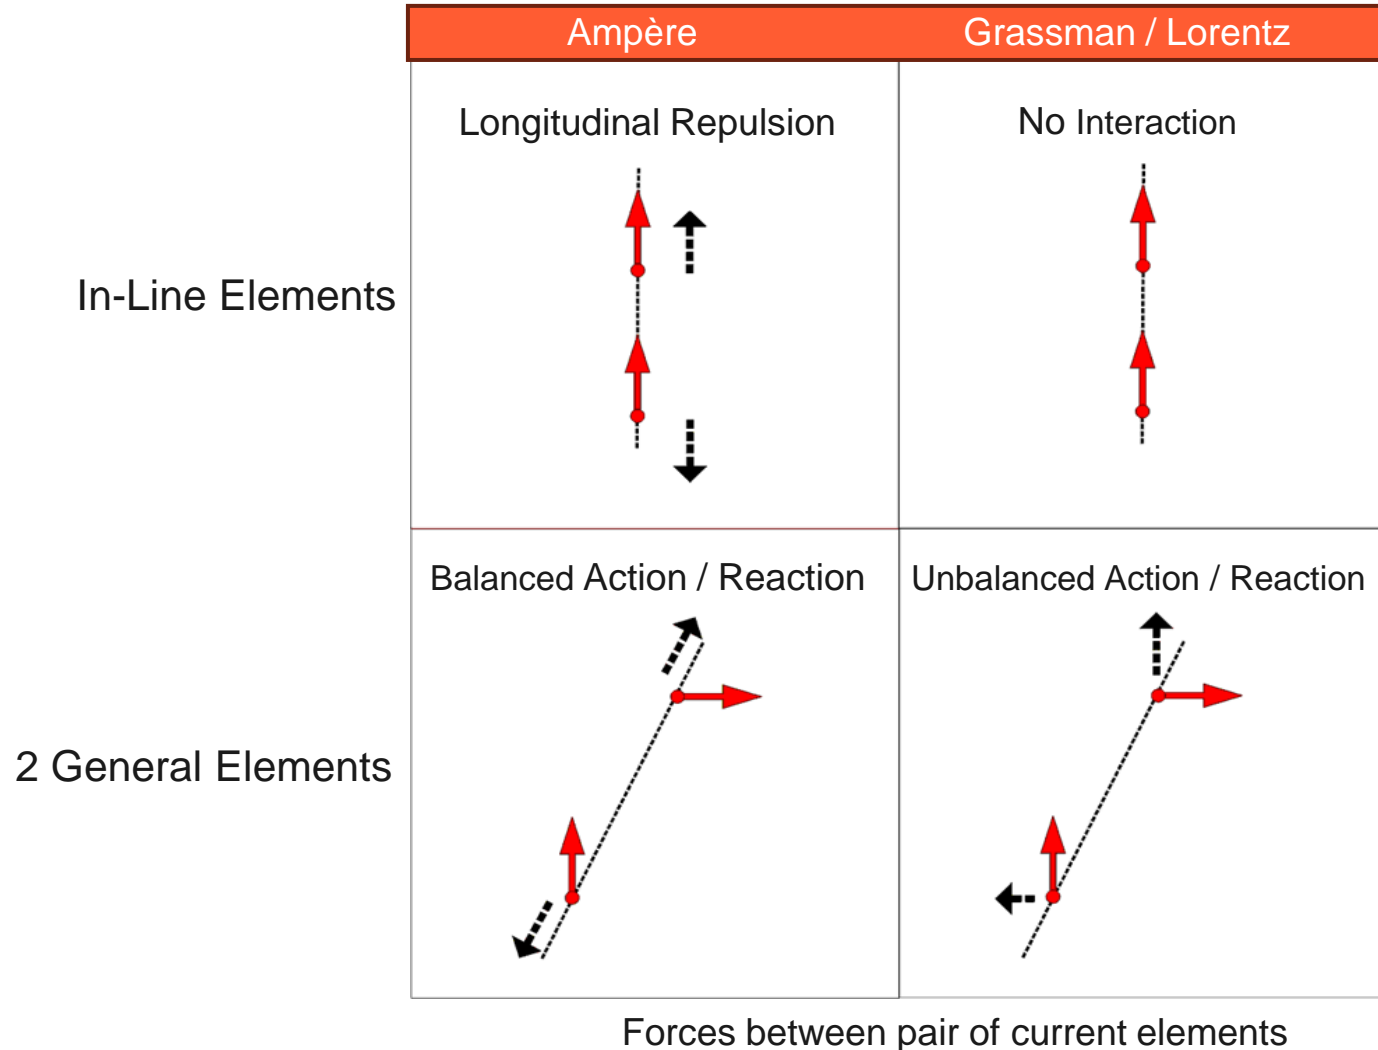 Ampère
Grassman / Lorentz
Longitudinal Repulsion
No Interaction
In-Line Elements
Balanced Action / Reaction
Unbalanced Action / Reaction
2 General Elements
Forces between pair of current elements